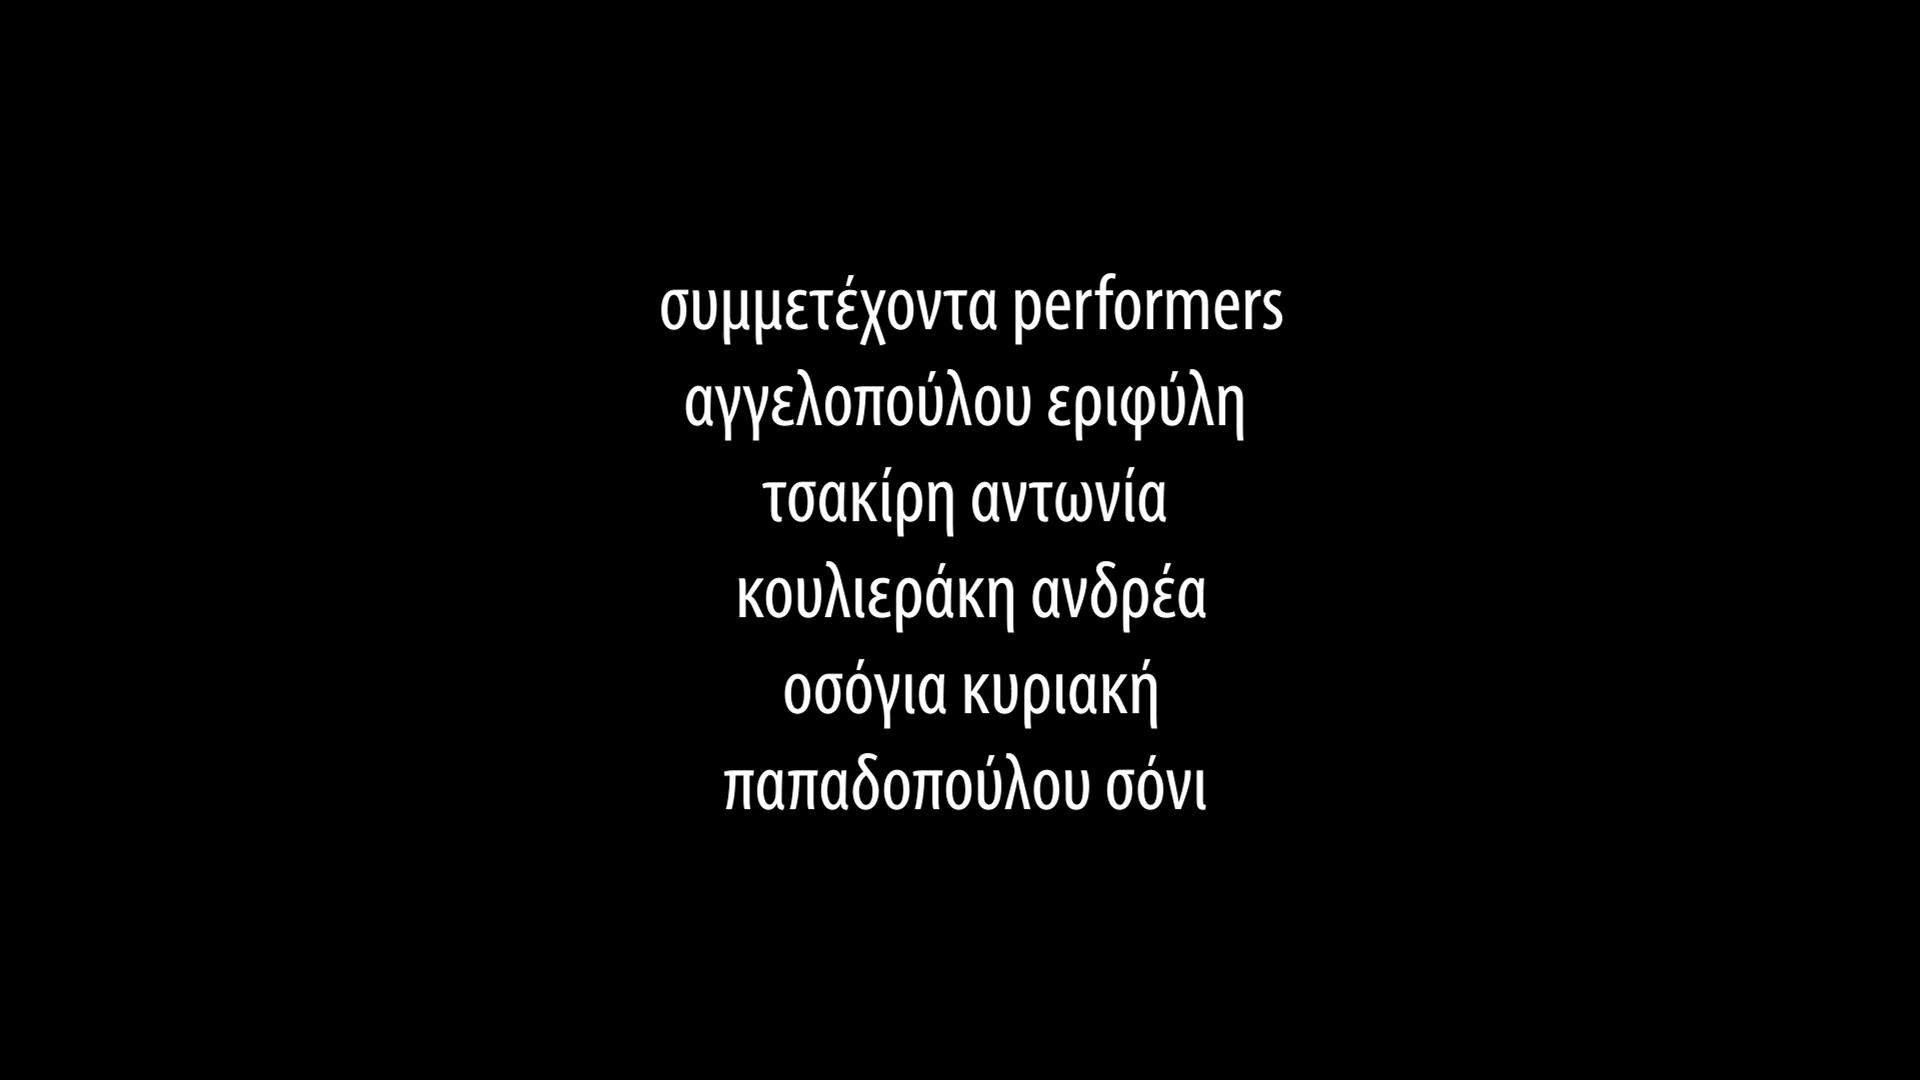 συμμετέχοντα performers
αγγελοπούλου εριφύλη
τσακίρη αντωνία
κουλιεράκη ανδρέα
οσόγια κυριακή
παπαδοπούλου σόνι